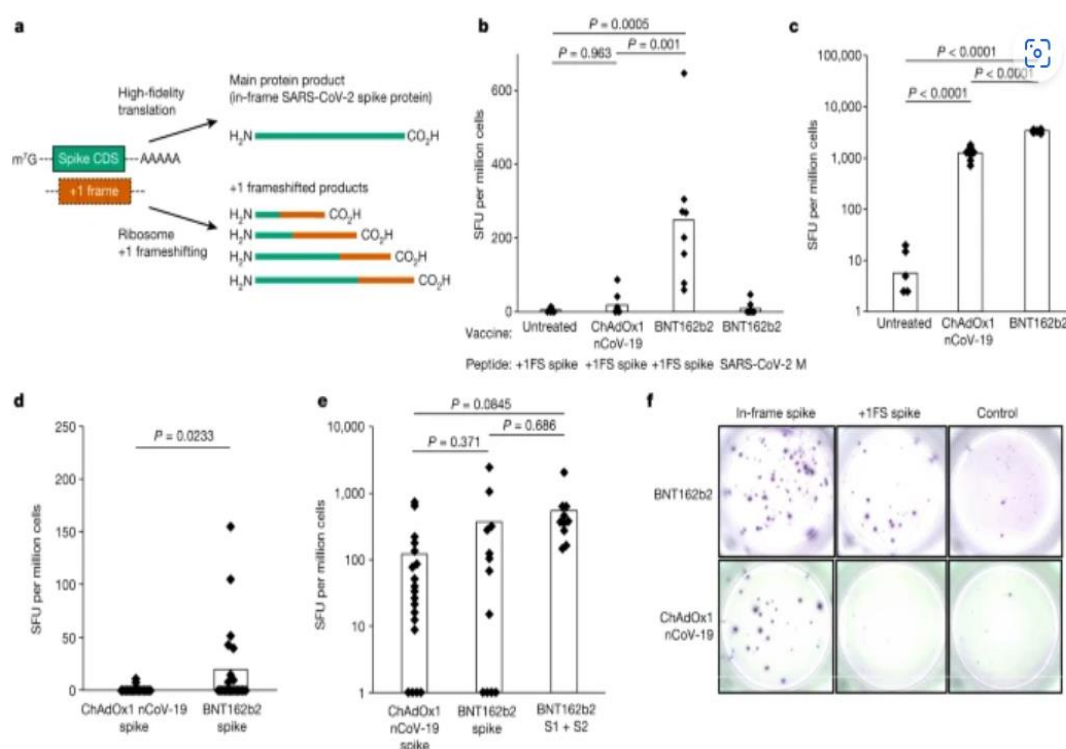 a
High-fidelity
translation
Main protein product
(in-frame SARS-CoV-2 spike protein)
H₂N CO₂H
m⁷G Spike CDS AAAAA
+1 frame
+1 frameshifted products
Ribosome
+1 frameshifting
H₂N CO₂H
H₂N CO₂H
H₂N CO₂H
H₂N CO₂H
b
P = 0.0005
P = 0.963
P = 0.001
SFU per million cells
600
400
200
0
Vaccine: Untreated ChAdOx1 nCoV-19 BNT162b2 BNT162b2
Peptide: +1FS spike +1FS spike +1FS spike SARS-CoV-2 M
c
P < 0.0001
P < 0.0001
P < 0.0001
SFU per million cells
100,000
10,000
1,000
100
10
1
Untreated ChAdOx1 nCoV-19 BNT162b2
d
P = 0.0233
SFU per million cells
250
200
150
100
50
0
ChAdOx1 nCoV-19 spike
BNT162b2 spike
e
P = 0.0845
P = 0.686
P = 0.371
SFU per million cells
10,000
1,000
100
10
1
ChAdOx1 nCoV-19 spike
BNT162b2 spike
BNT162b2 S1 + S2
f
In-frame spike +1FS spike Control
BNT162b2
ChAdOx1
nCoV-19